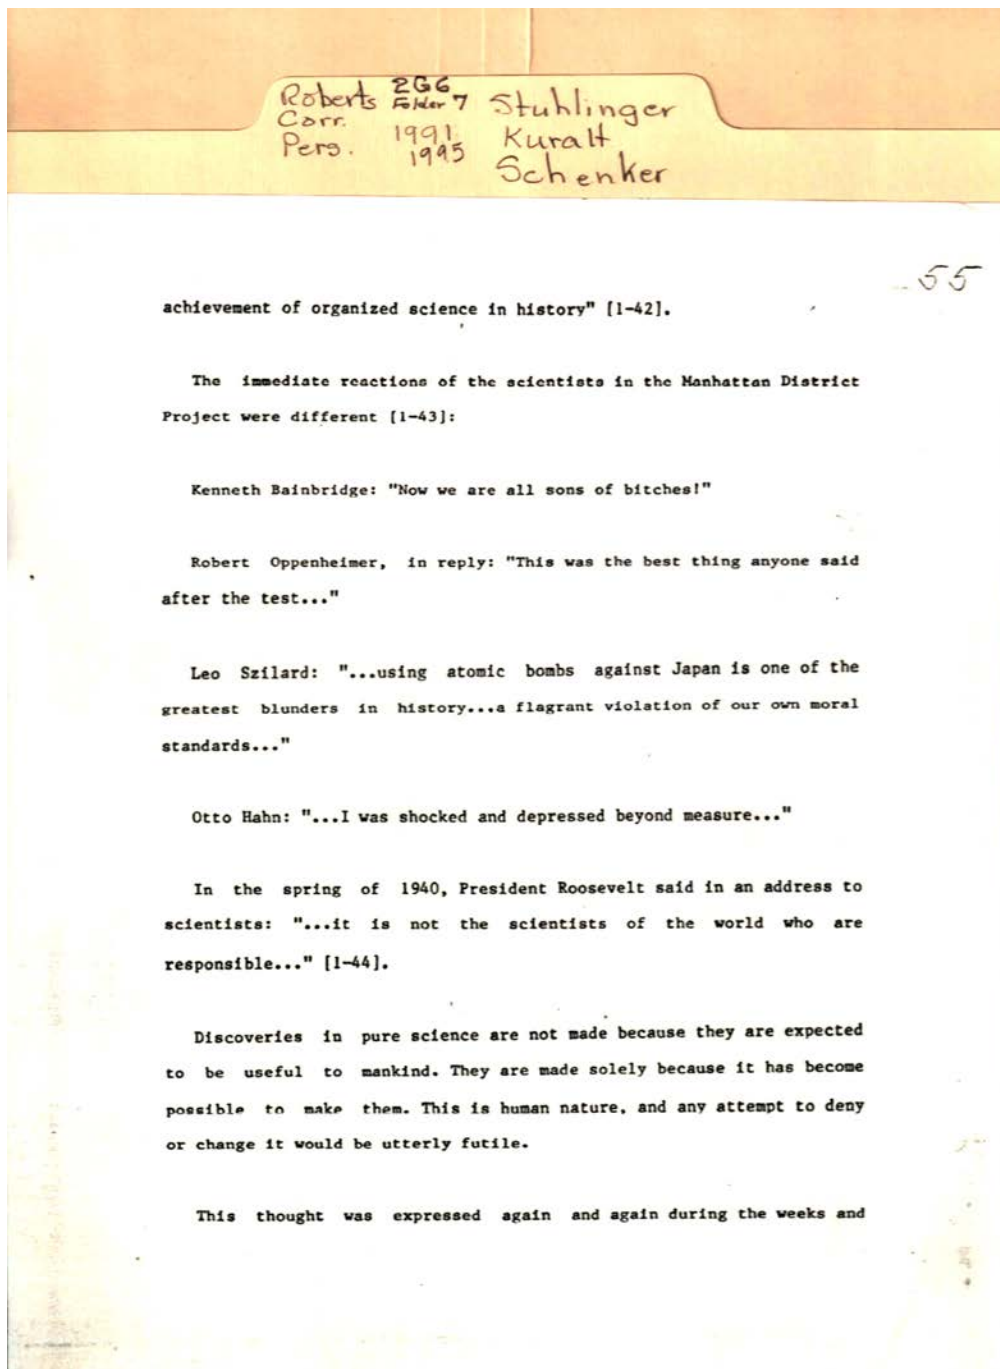 Roberts 2G6 Stuhlinger
Corr. Folder 7 Kuralt
Pers. 1991 Schenker
1995
55
achievement of organized science in history" [1-42].
The immediate reactions of the scientists in the Manhattan District
Project were different [1-43]:
Kenneth Bainbridge: "Now we are all sons of bitches!"
Robert Oppenheimer, in reply: "This was the best thing anyone said
after the test..."
Leo Szilard: "...using atomic bombs against Japan is one of the
greatest blunders in history...a flagrant violation of our own moral
standards..."
Otto Hahn: "...I was shocked and depressed beyond measure..."
In the spring of 1940, President Roosevelt said in an address to
scientists: "...it is not the scientists of the world who are
responsible..." [1-44].
Discoveries in pure science are not made because they are expected
to be useful to mankind. They are made solely because it has become
possible to make them. This is human nature, and any attempt to deny
or change it would be utterly futile.
This thought was expressed again and again during the weeks and